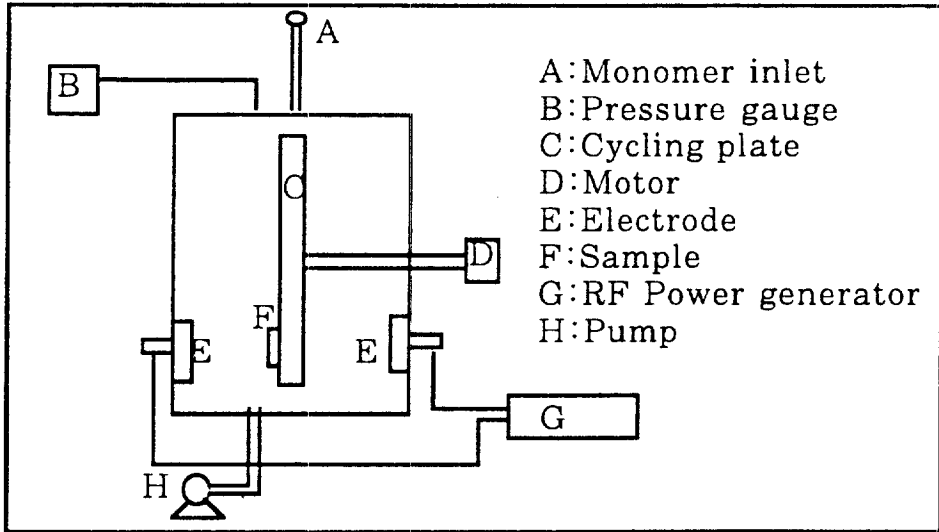 A
B
A:Monomer inlet
B:Pressure gauge
C:Cycling plate
D:Motor
E:Electrode
F:Sample
G:RF Power generator
H:Pump
C
D
F
E
E
G
H